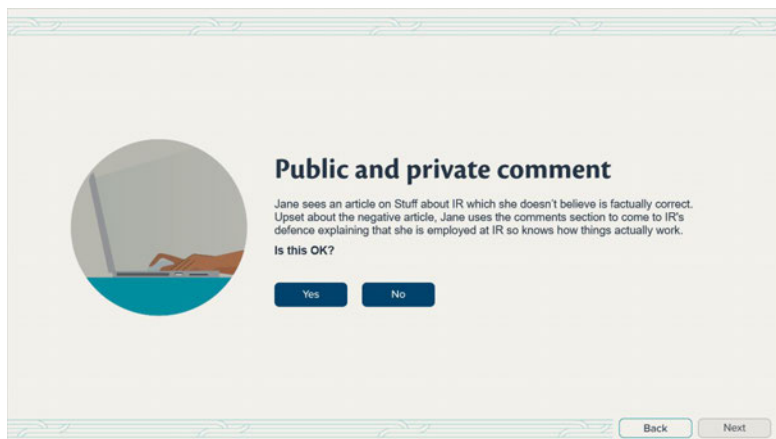 Public and private comment
Jane sees an article on Stuff about IR which she doesn't believe is factually correct.
Upset about the negative article, Jane uses the comments section to come to IR's
defence explaining that she is employed at IR so knows how things actually work.
Is this OK?
Yes No
Back Next